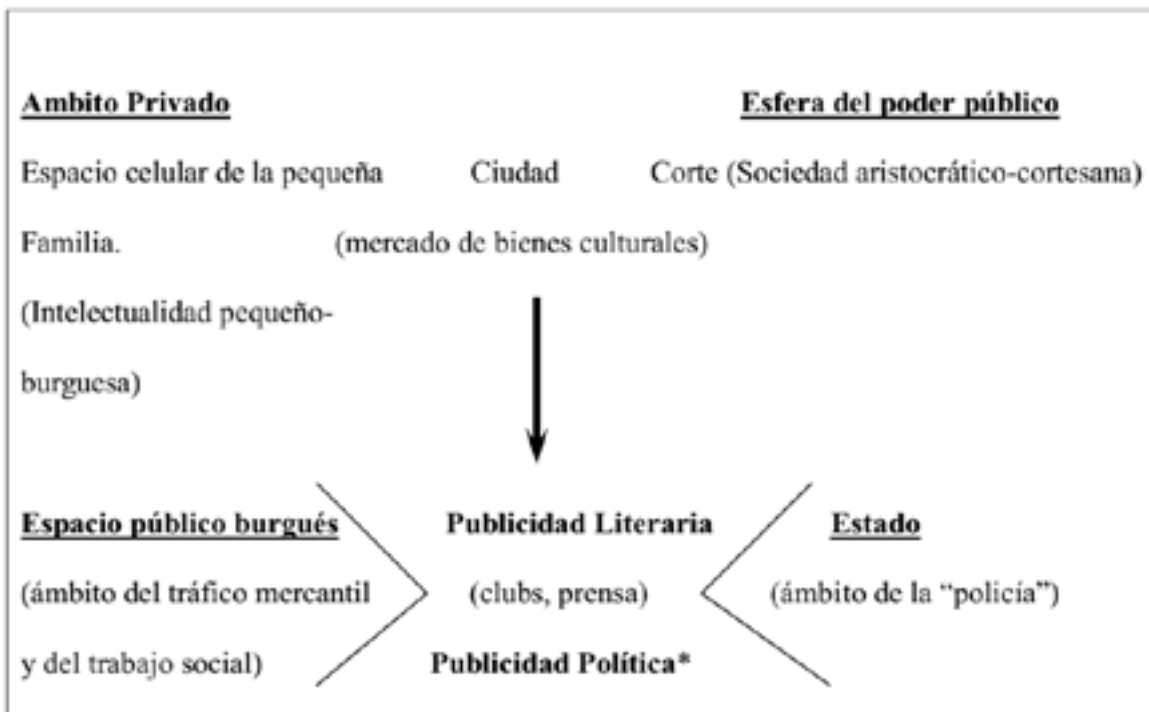 Ambito Privado Esfera del poder público
Espacio celular de la pequeña Ciudad Corte (Sociedad aristocrático-cortesana)
Familia. (mercado de bienes culturales)
(Intelectualidad pequeño-
burguesa)
Espacio público burgués Publicidad Literaria Estado
(ámbito del tráfico mercantil (clubs, prensa) (ámbito de la “policía”)
y del trabajo social) Publicidad Política*